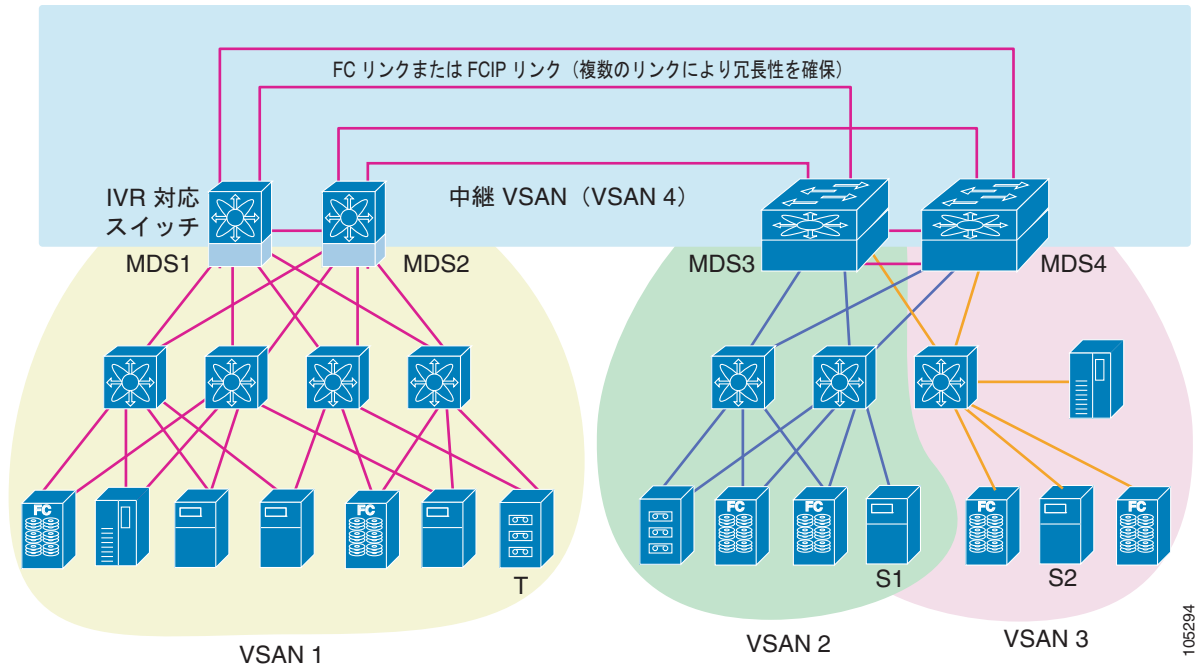 FC リンクまたは FCIP リンク（複数のリンクにより冗長性を確保）
IVR 対応
スイッチ
中継 VSAN（VSAN 4）
MDS1
MDS2
MDS3
MDS4
FC
FC
FC
FC
FC
FC
T
S1
S2
VSAN 1
VSAN 2
VSAN 3
105294